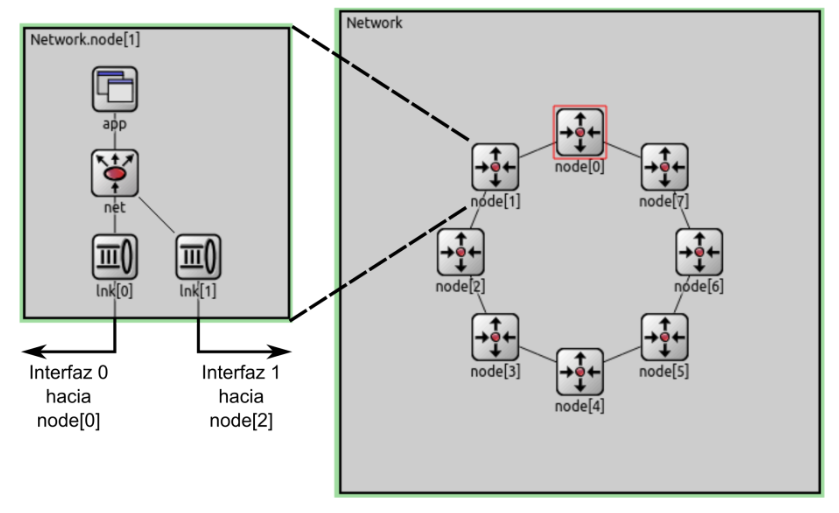 Network.node[1]
app
net
lnk[0]
lnk[1]
Interfaz 0
hacia
node[0]
Interfaz 1
hacia
node[2]
Network
node[0]
node[1]
node[7]
node[2]
node[6]
node[3]
node[5]
node[4]